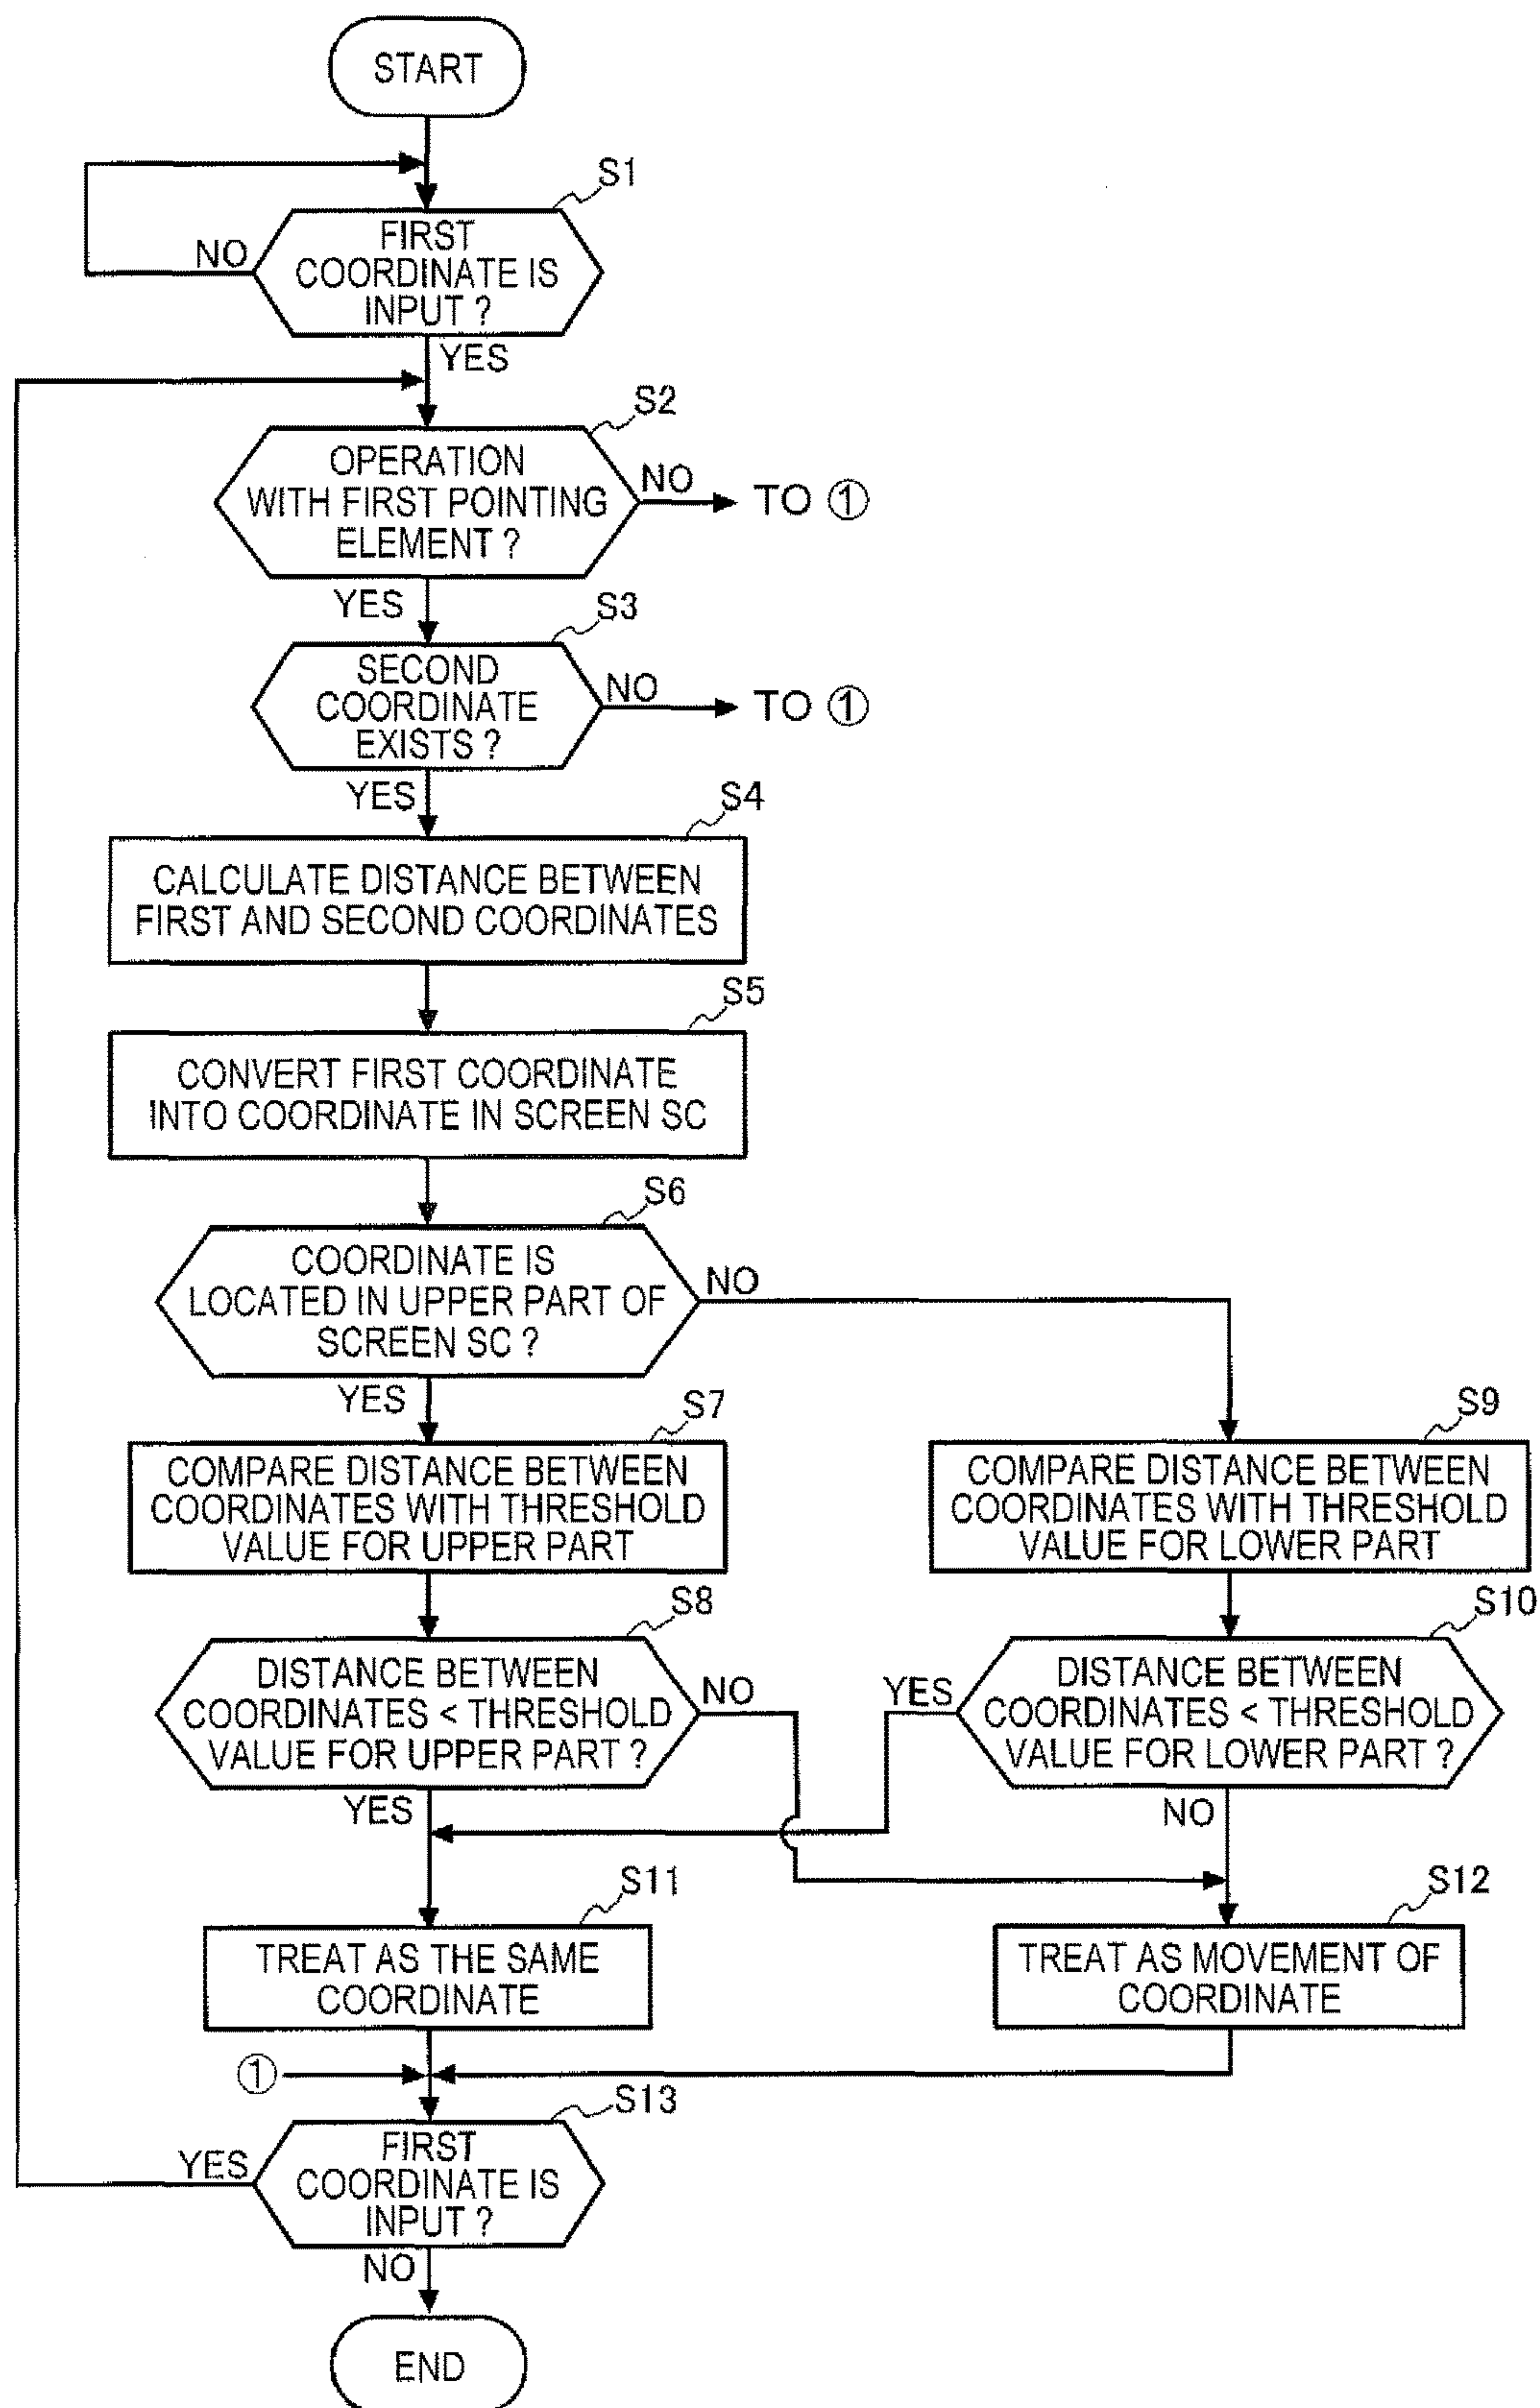 START
S1
FIRST
COORDINATE IS
INPUT ?
NO
YES
S2
OPERATION
WITH FIRST POINTING
ELEMENT ?
NO
TO ①
YES
S3
SECOND
COORDINATE
EXISTS ?
NO
TO ①
YES
S4
CALCULATE DISTANCE BETWEEN
FIRST AND SECOND COORDINATES
S5
CONVERT FIRST COORDINATE
INTO COORDINATE IN SCREEN SC
S6
COORDINATE IS
LOCATED IN UPPER PART OF
SCREEN SC ?
NO
YES
S7
COMPARE DISTANCE BETWEEN
COORDINATES WITH THRESHOLD
VALUE FOR UPPER PART
S9
COMPARE DISTANCE BETWEEN
COORDINATES WITH THRESHOLD
VALUE FOR LOWER PART
S8
DISTANCE BETWEEN
COORDINATES < THRESHOLD
VALUE FOR UPPER PART ?
NO
YES
S10
DISTANCE BETWEEN
COORDINATES < THRESHOLD
VALUE FOR LOWER PART ?
YES
NO
S11
TREAT AS THE SAME
COORDINATE
S12
TREAT AS MOVEMENT OF
COORDINATE
①
S13
FIRST
COORDINATE IS
INPUT ?
YES
NO
END